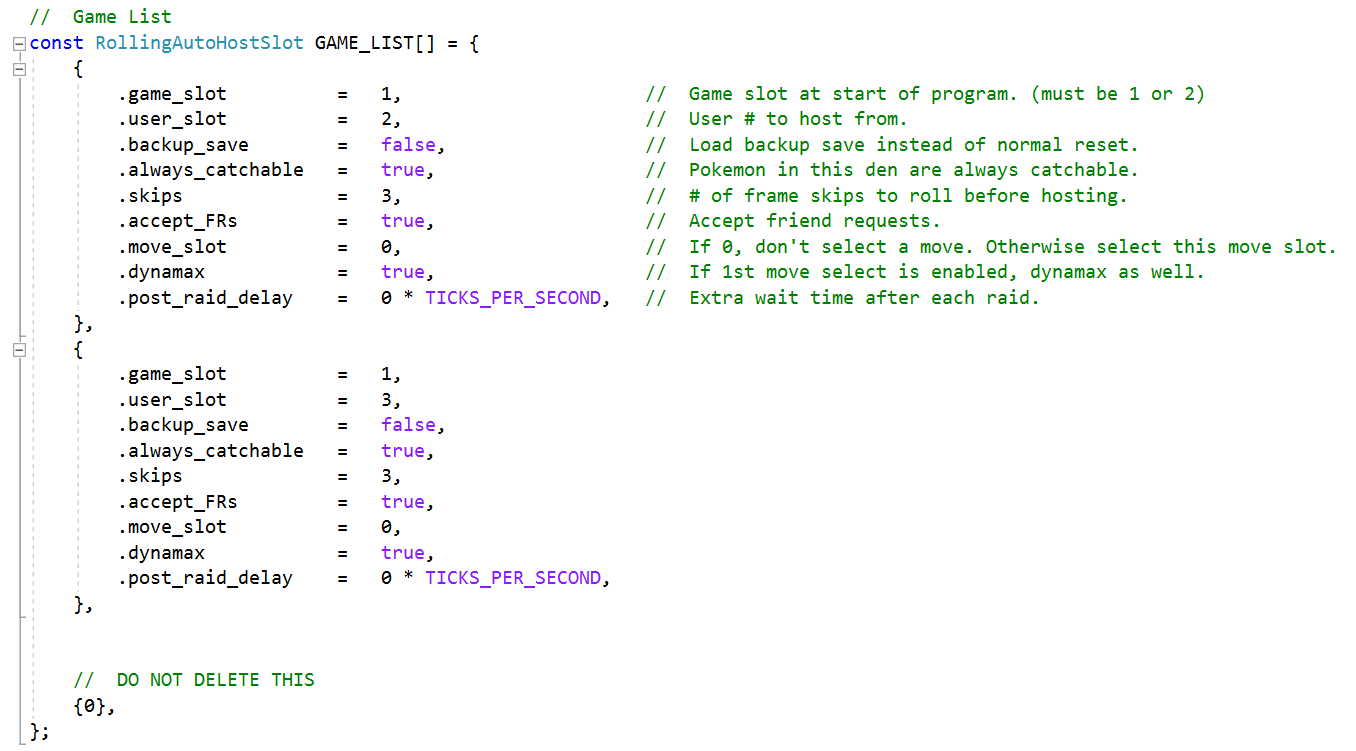 //  Game List
const RollingAutoHostSlot GAME_LIST[] = {
    {
        .game_slot          =   1,                      //  Game slot at start of program. (must be 1 or 2)
        .user_slot          =   2,                      //  User # to host from.
        .backup_save        =   false,                  //  Load backup save instead of normal reset.
        .always_catchable   =   true,                   //  Pokemon in this den are always catchable.
        .skips              =   3,                      //  # of frame skips to roll before hosting.
        .accept_FRs         =   true,                   //  Accept friend requests.
        .move_slot          =   0,                      //  If 0, don't select a move. Otherwise select this move slot.
        .dynamax            =   true,                   //  If 1st move select is enabled, dynamax as well.
        .post_raid_delay    =   0 * TICKS_PER_SECOND,   //  Extra wait time after each raid.
    },
    {
        .game_slot          =   1,
        .user_slot          =   3,
        .backup_save        =   false,
        .always_catchable   =   true,
        .skips              =   3,
        .accept_FRs         =   true,
        .move_slot          =   0,
        .dynamax            =   true,
        .post_raid_delay    =   0 * TICKS_PER_SECOND,
    },
    //  DO NOT DELETE THIS
    {0},
};